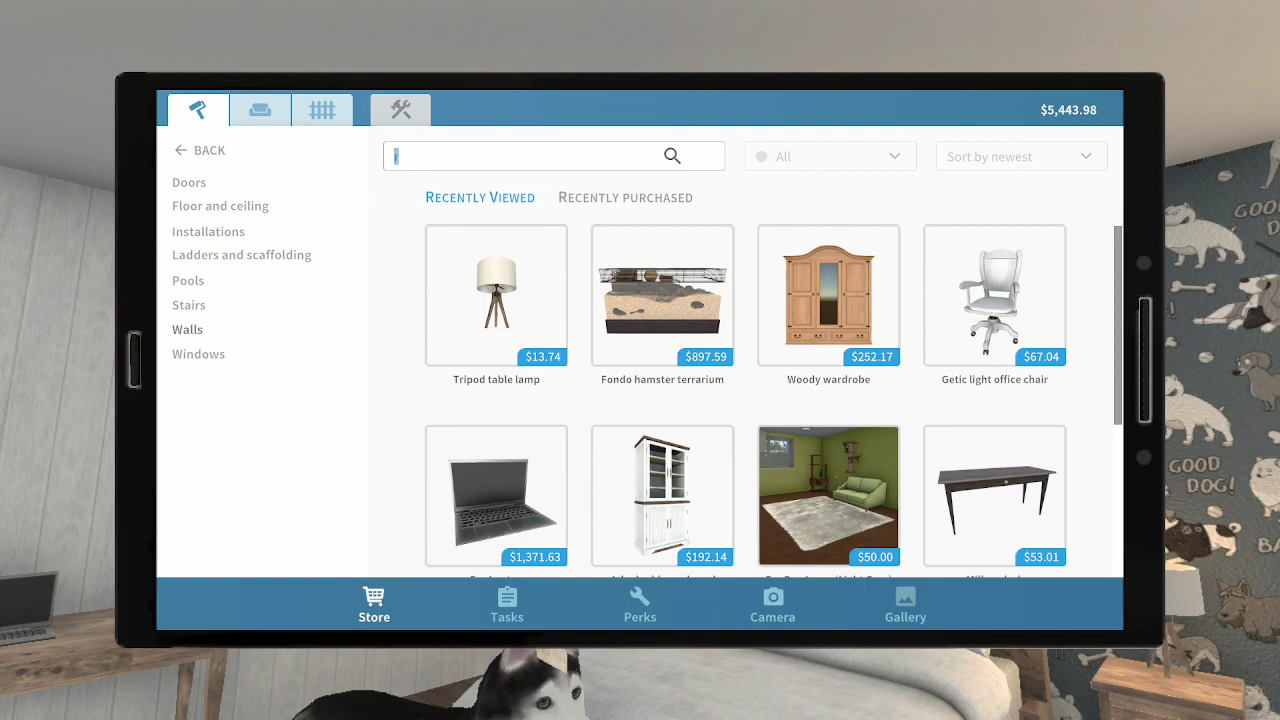 $5,443.98
BACK
r
All
Sort by newest
Doors
Floor and ceiling
Installations
Ladders and scaffolding
Pools
Stairs
Walls
Windows
RECENTLY VIEWED
RECENTLY PURCHASED
$13.74
$897.59
$252.17
$67.04
Tripod table lamp
Fondo hamster terrarium
Woody wardrobe
Getic light office chair
$1,371.63
$192.14
$50.00
$53.01
Store
Tasks
Perks
Camera
Gallery
GOOD
DOG!